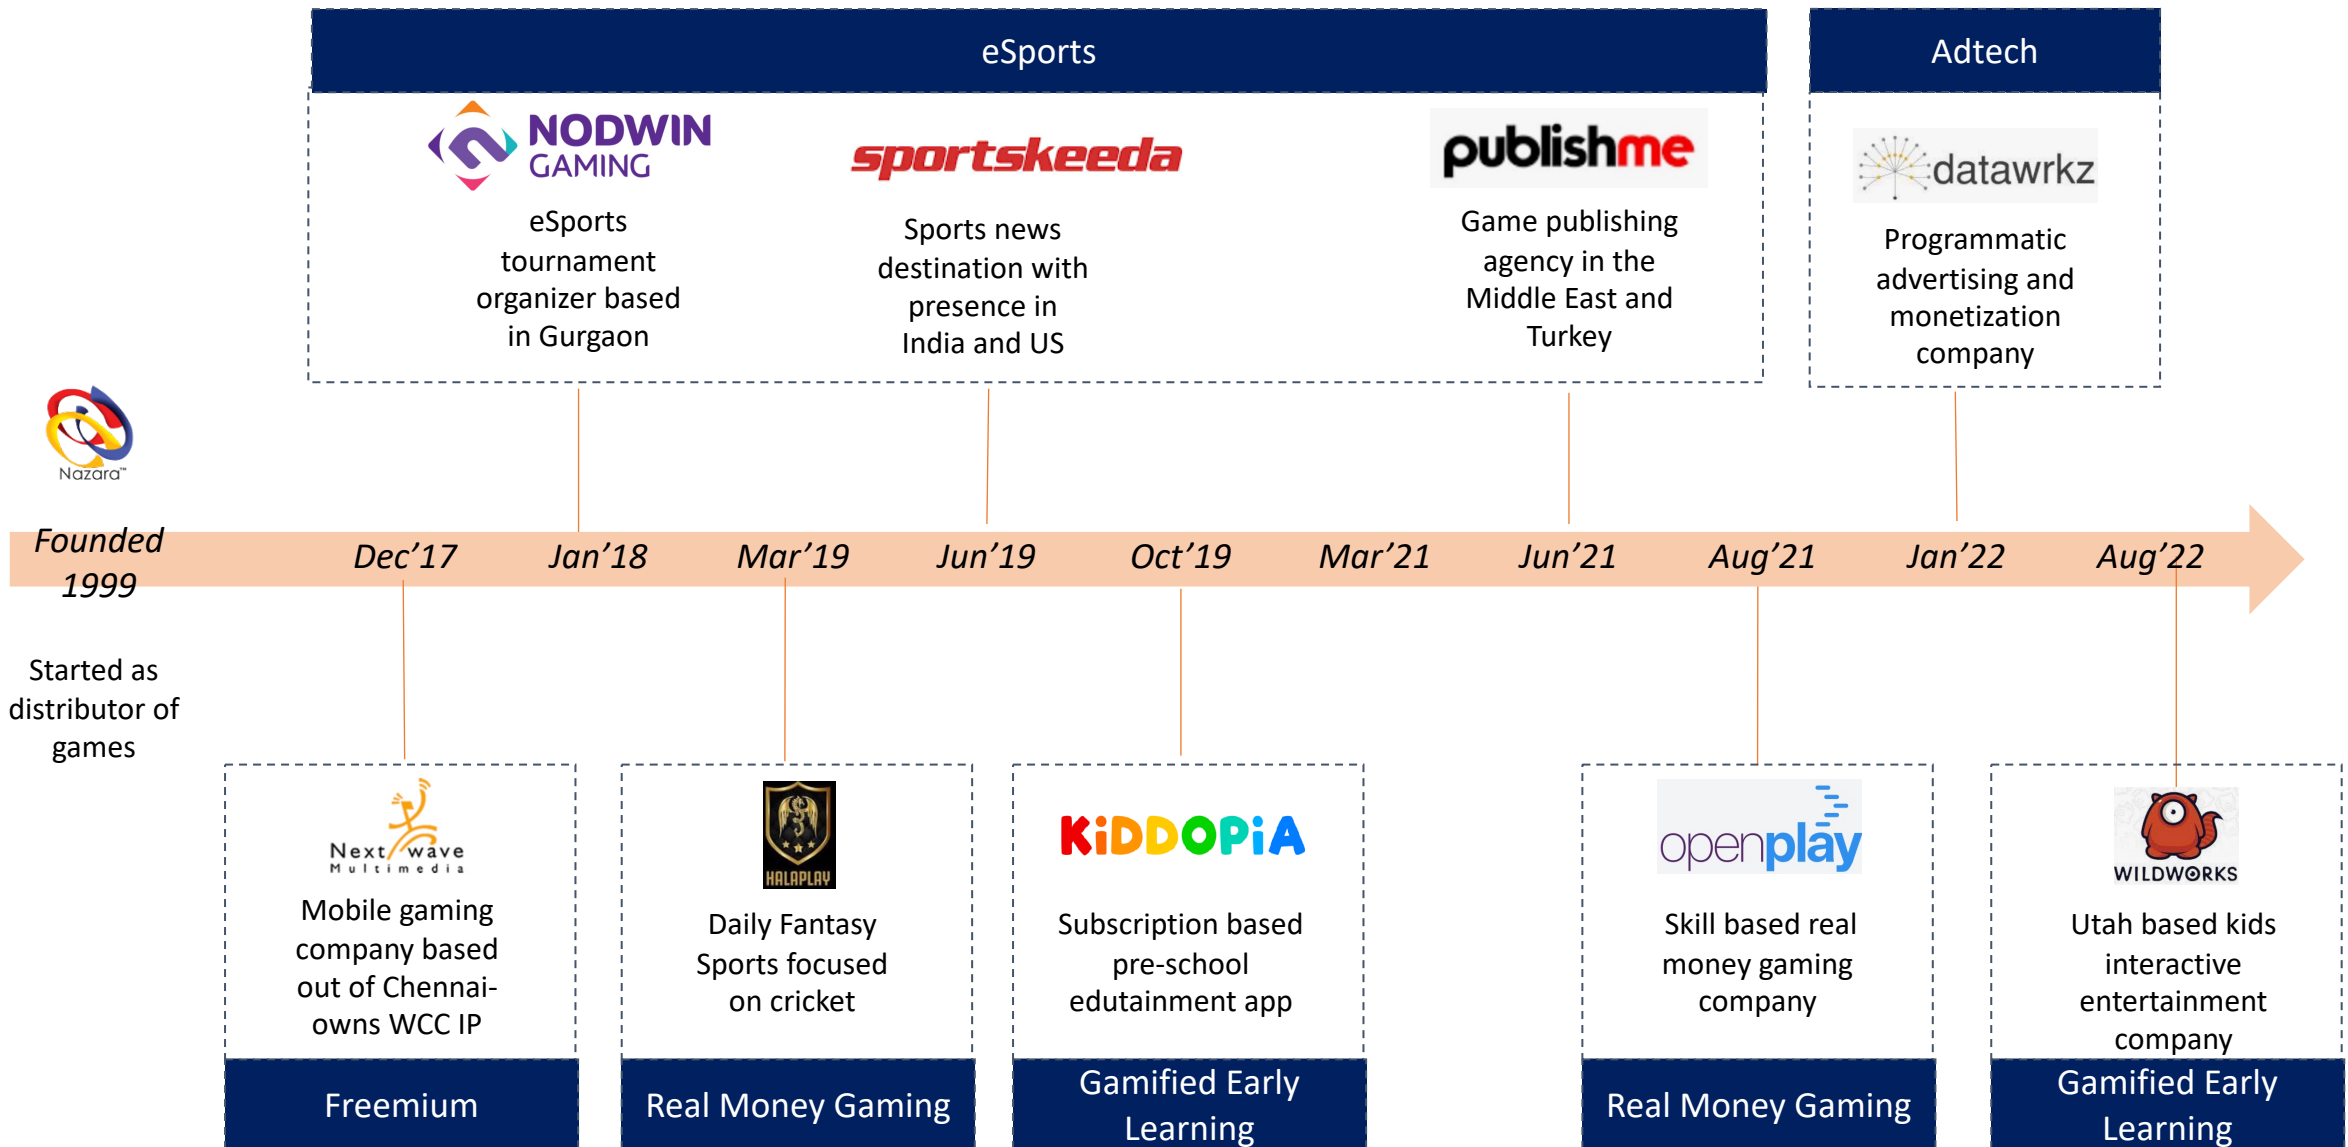 eSports
Adtech
NODWIN
GAMING
eSports
tournament
organizer based
in Gurgaon
sportskeeda
Sports news
destination with
presence in
India and US
publishme
Game publishing
agency in the
Middle East and
Turkey
datawrkz
Programmatic
advertising and
monetization
company
Nazara™
Founded
1999
Dec’17
Jan’18
Mar’19
Jun’19
Oct’19
Mar’21
Jun’21
Aug’21
Jan’22
Aug’22
Started as
distributor of
games
Next wave
Multimedia
Mobile gaming
company based
out of Chennai-
owns WCC IP
Freemium
HALAPLAY
Daily Fantasy
Sports focused
on cricket
Real Money Gaming
KiDDOPiA
Subscription based
pre-school
edutainment app
Gamified Early
Learning
openplay
Skill based real
money gaming
company
Real Money Gaming
WILDWORKS
Utah based kids
interactive
entertainment
company
Gamified Early
Learning